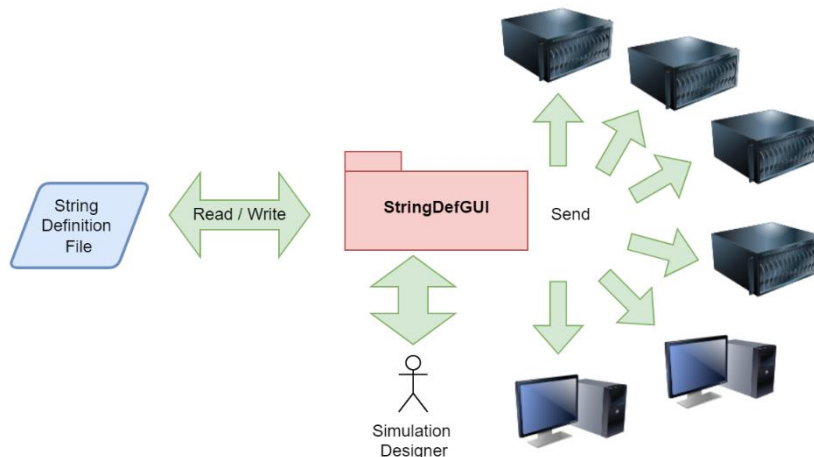 String
Definition
File
Read / Write
StringDefGUI
Send
Simulation
Designer